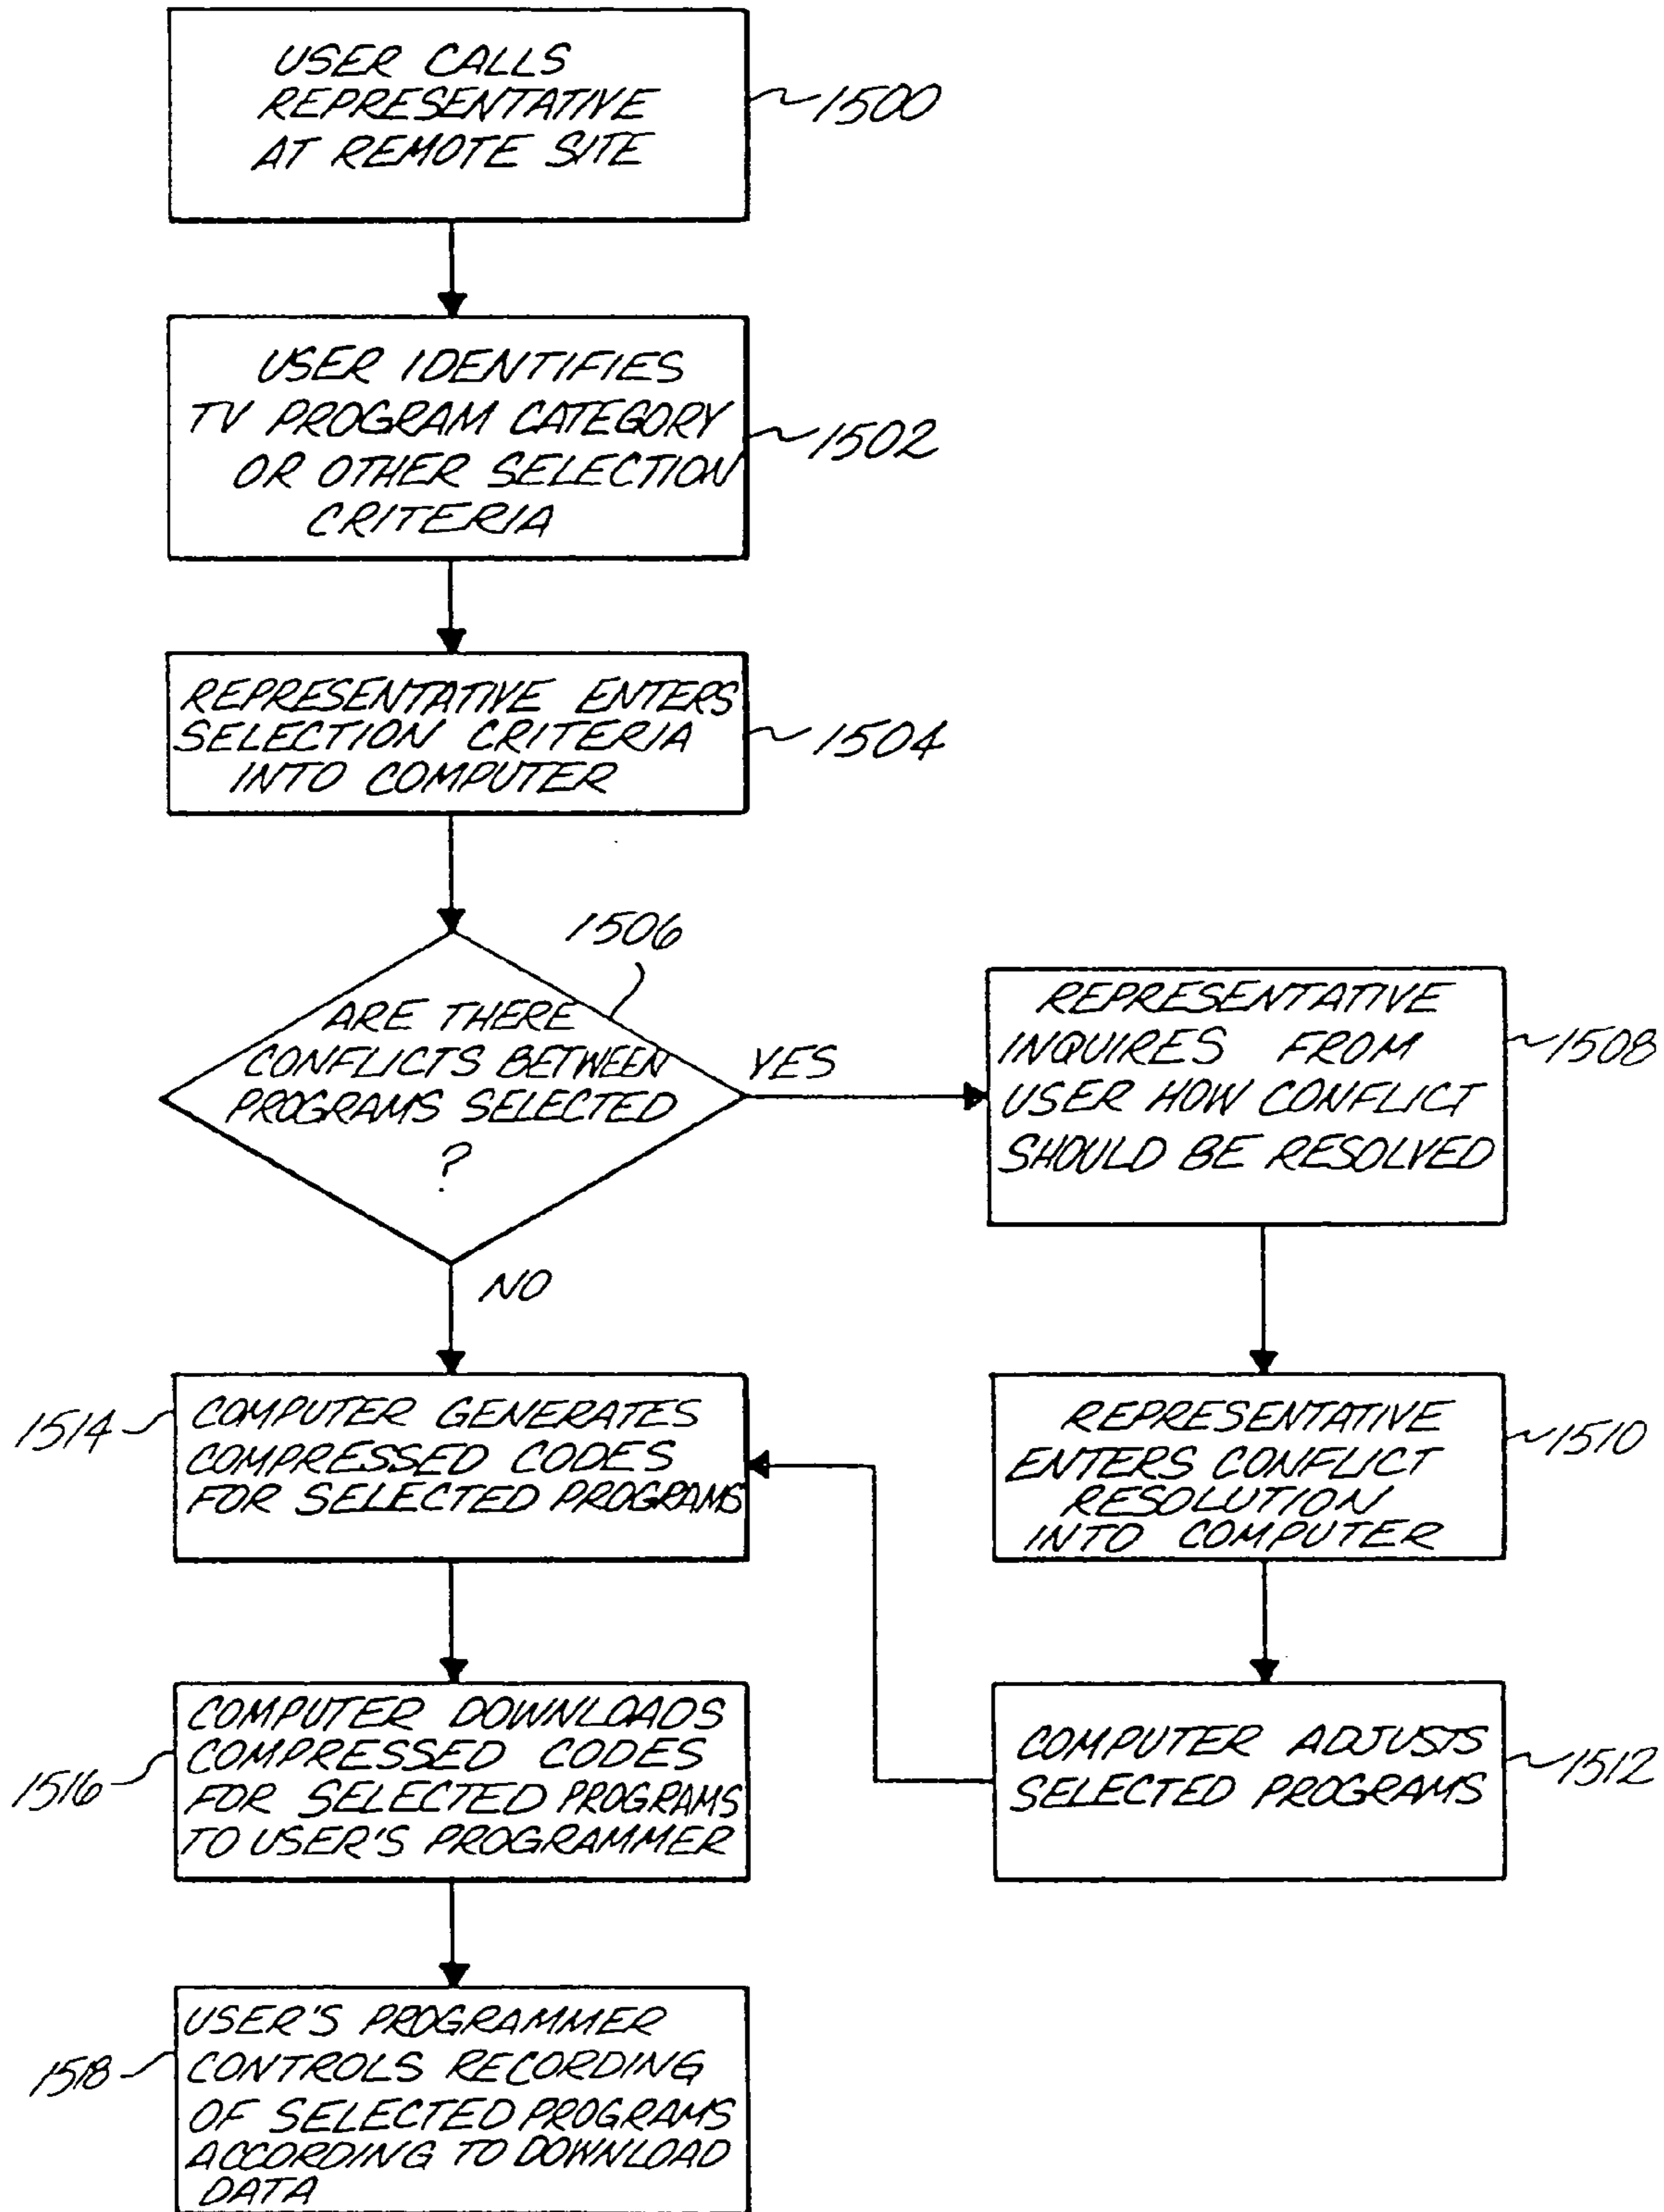 USER CALLS
REPRESENTATIVE
AT REMOTE SITE
1500
USER IDENTIFIES
TV PROGRAM CATEGORY
OR OTHER SELECTION
CRITERIA
1502
REPRESENTATIVE ENTERS
SELECTION CRITERIA
INTO COMPUTER
1504
1506
ARE THERE
CONFLICTS BETWEEN
PROGRAMS SELECTED
?
YES
NO
REPRESENTATIVE
INQUIRES FROM
USER HOW CONFLICT
SHOULD BE RESOLVED
1508
REPRESENTATIVE
ENTERS CONFLICT
RESOLUTION
INTO COMPUTER
1510
COMPUTER ADJUSTS
SELECTED PROGRAMS
1512
1514
COMPUTER GENERATES
COMPRESSED CODES
FOR SELECTED PROGRAMS
1516
COMPUTER DOWNLOADS
COMPRESSED CODES
FOR SELECTED PROGRAMS
TO USER'S PROGRAMMER
1518
USER'S PROGRAMMER
CONTROLS RECORDING
OF SELECTED PROGRAMS
ACCORDING TO DOWNLOAD
DATA